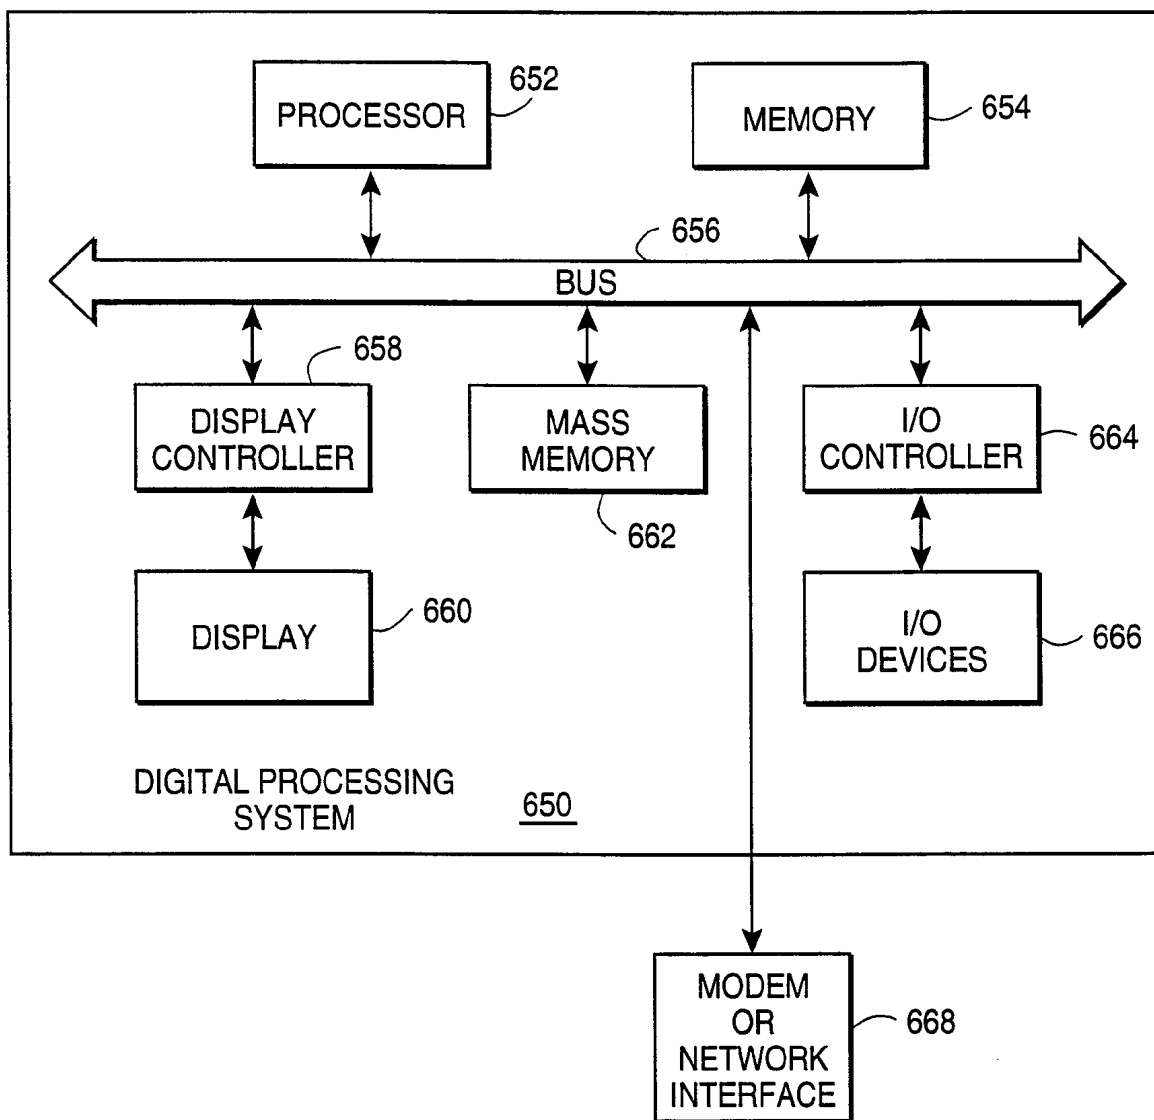 652
PROCESSOR
MEMORY
654
656
BUS
658
DISPLAY
CONTROLLER
MASS
MEMORY
662
I/O
CONTROLLER
664
DISPLAY
660
I/O
DEVICES
666
DIGITAL PROCESSING
SYSTEM
650
MODEM
OR
NETWORK
INTERFACE
668